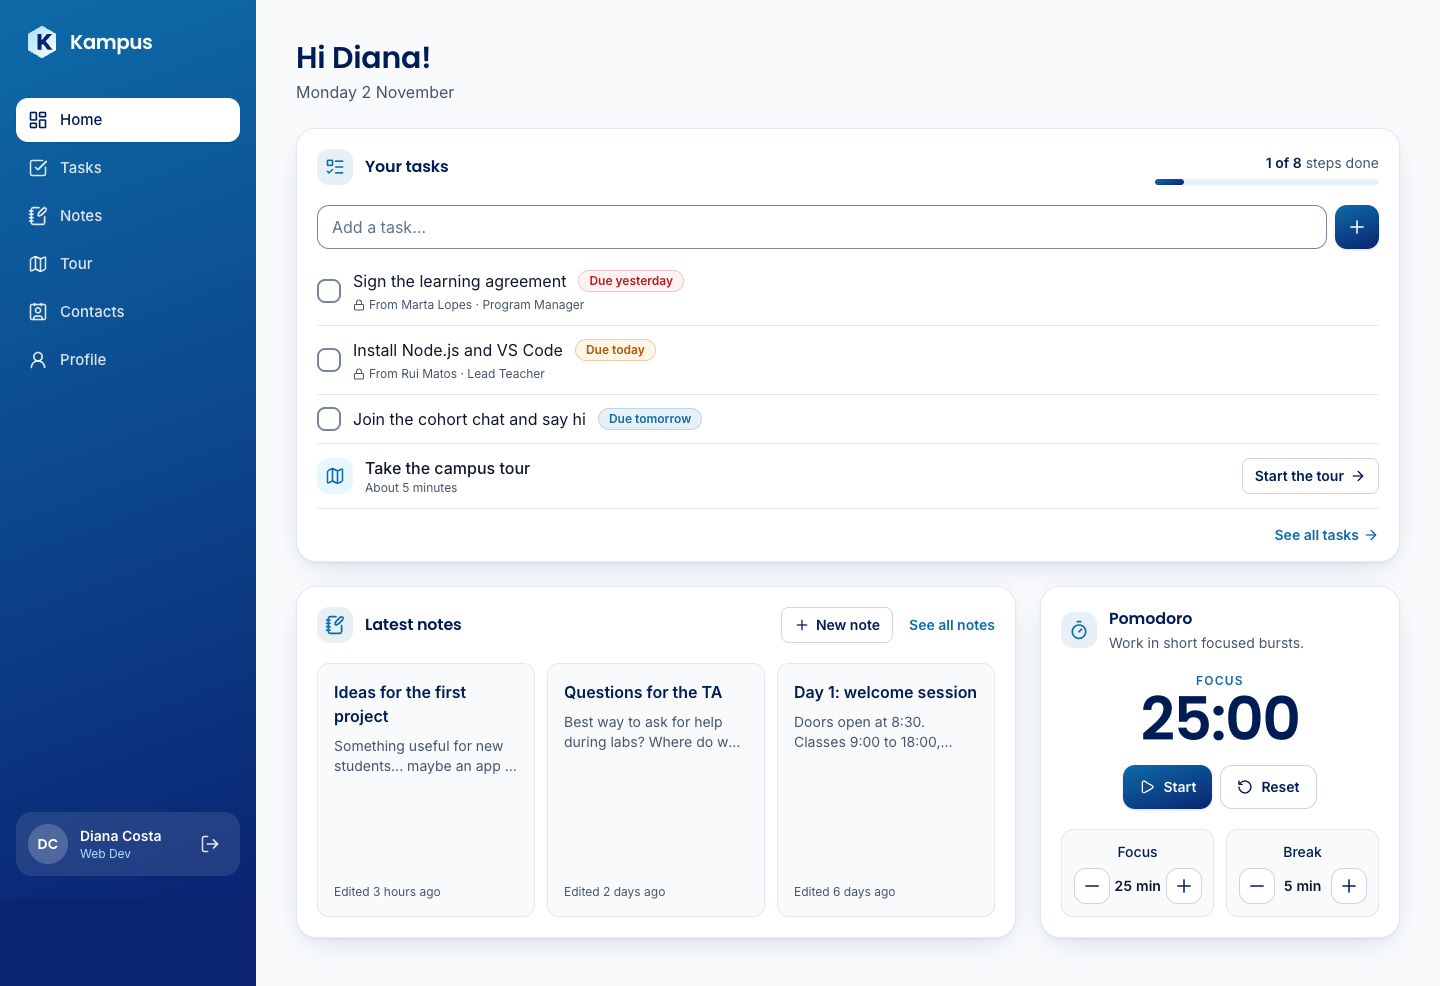 Kampus
Home
Tasks
Notes
Tour
Contacts
Profile
DC
Diana Costa
Web Dev
Hi Diana!
Monday 2 November
Your tasks
1 of 8 steps done
Add a task...
Sign the learning agreement Due yesterday
From Marta Lopes · Program Manager
Install Node.js and VS Code Due today
From Rui Matos · Lead Teacher
Join the cohort chat and say hi Due tomorrow
Take the campus tour
About 5 minutes
Start the tour
See all tasks
Latest notes
New note
See all notes
Ideas for the first
project
Something useful for new
students... maybe an app ...
Edited 3 hours ago
Questions for the TA
Best way to ask for help
during labs? Where do w...
Edited 2 days ago
Day 1: welcome session
Doors open at 8:30.
Classes 9:00 to 18:00,...
Edited 6 days ago
Pomodoro
Work in short focused bursts.
FOCUS
25:00
Start
Reset
Focus
25 min
Break
5 min